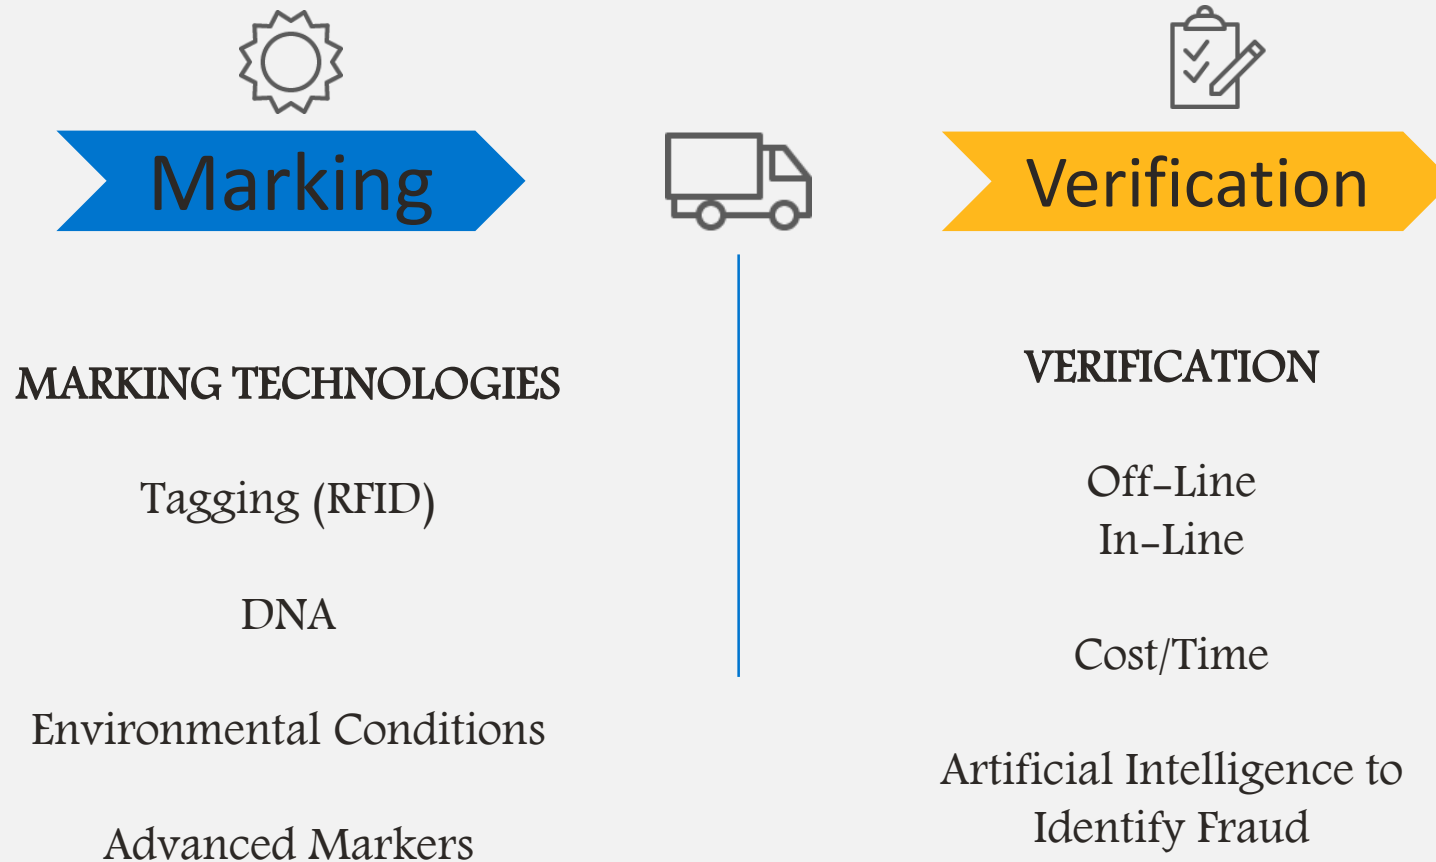 Marking
MARKING TECHNOLOGIES
Tagging (RFID)
DNA
Environmental Conditions
Advanced Markers
Verification
VERIFICATION
Off-Line
In-Line
Cost/Time
Artificial Intelligence to
Identify Fraud